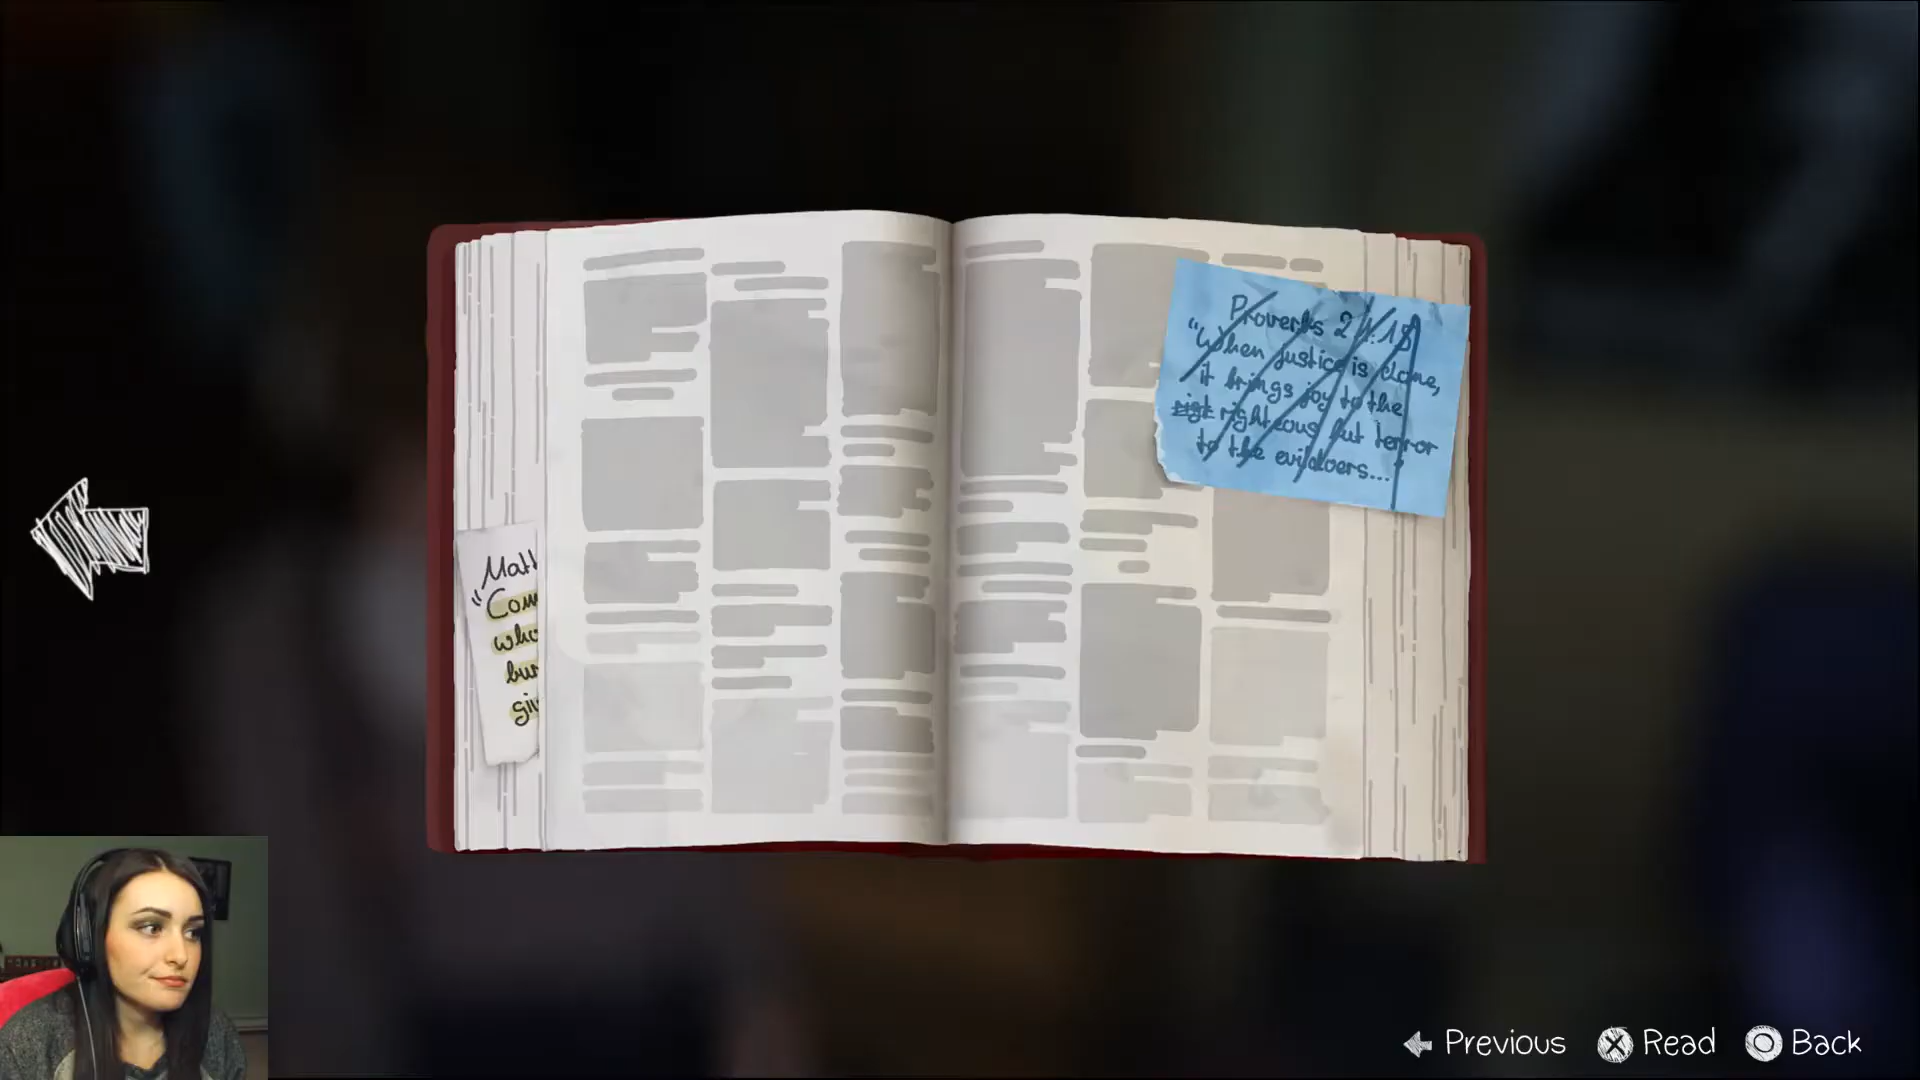 Proverbs 21:15
"When justice is done,
it brings joy to the
righteous but terror
to the evildoers..."
Matt
"Com
who
bur
giv
Previous
Read
Back